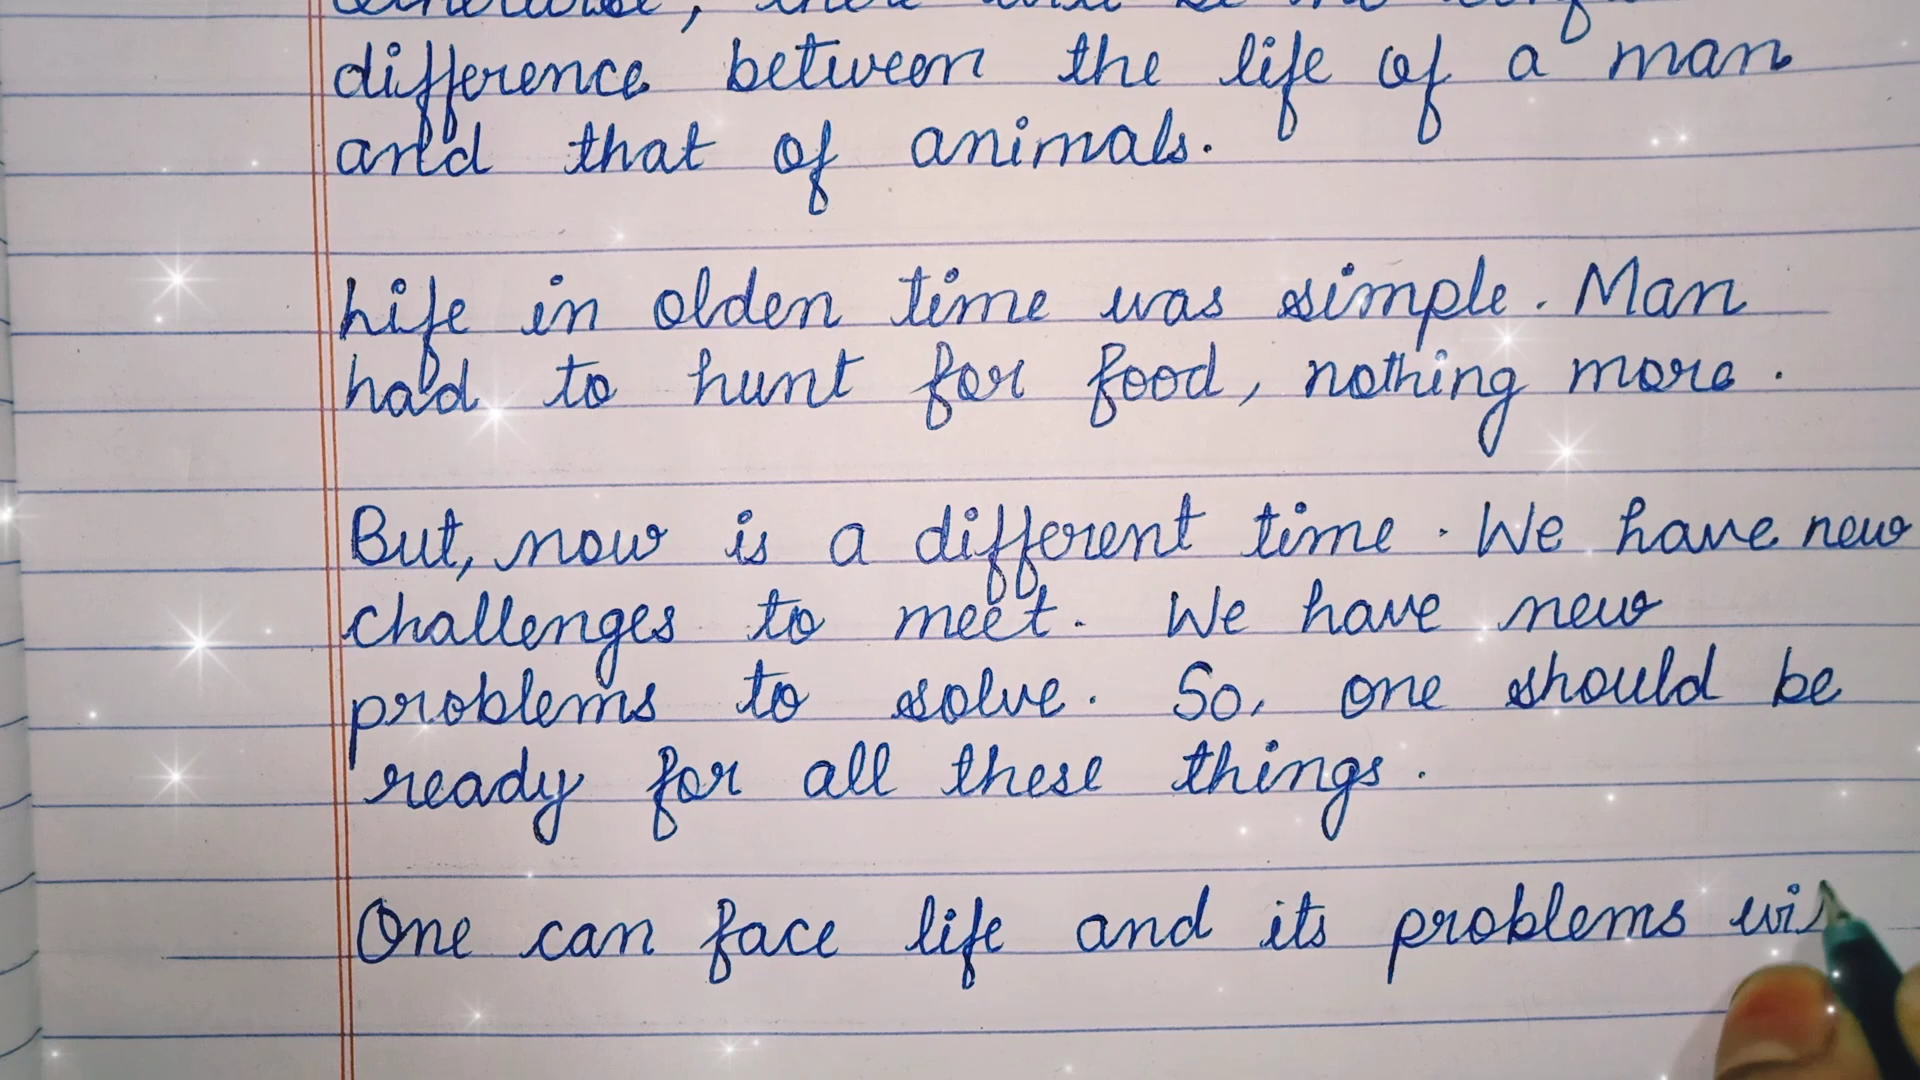 difference between the life of a man
and that of animals.
Life in olden time was simple. Man
had to hunt for food, nothing more.
But, now is a different time. We have new
challenges to meet. We have new
problems to solve. So, one should be
ready for all these things.
One can face life and its problems